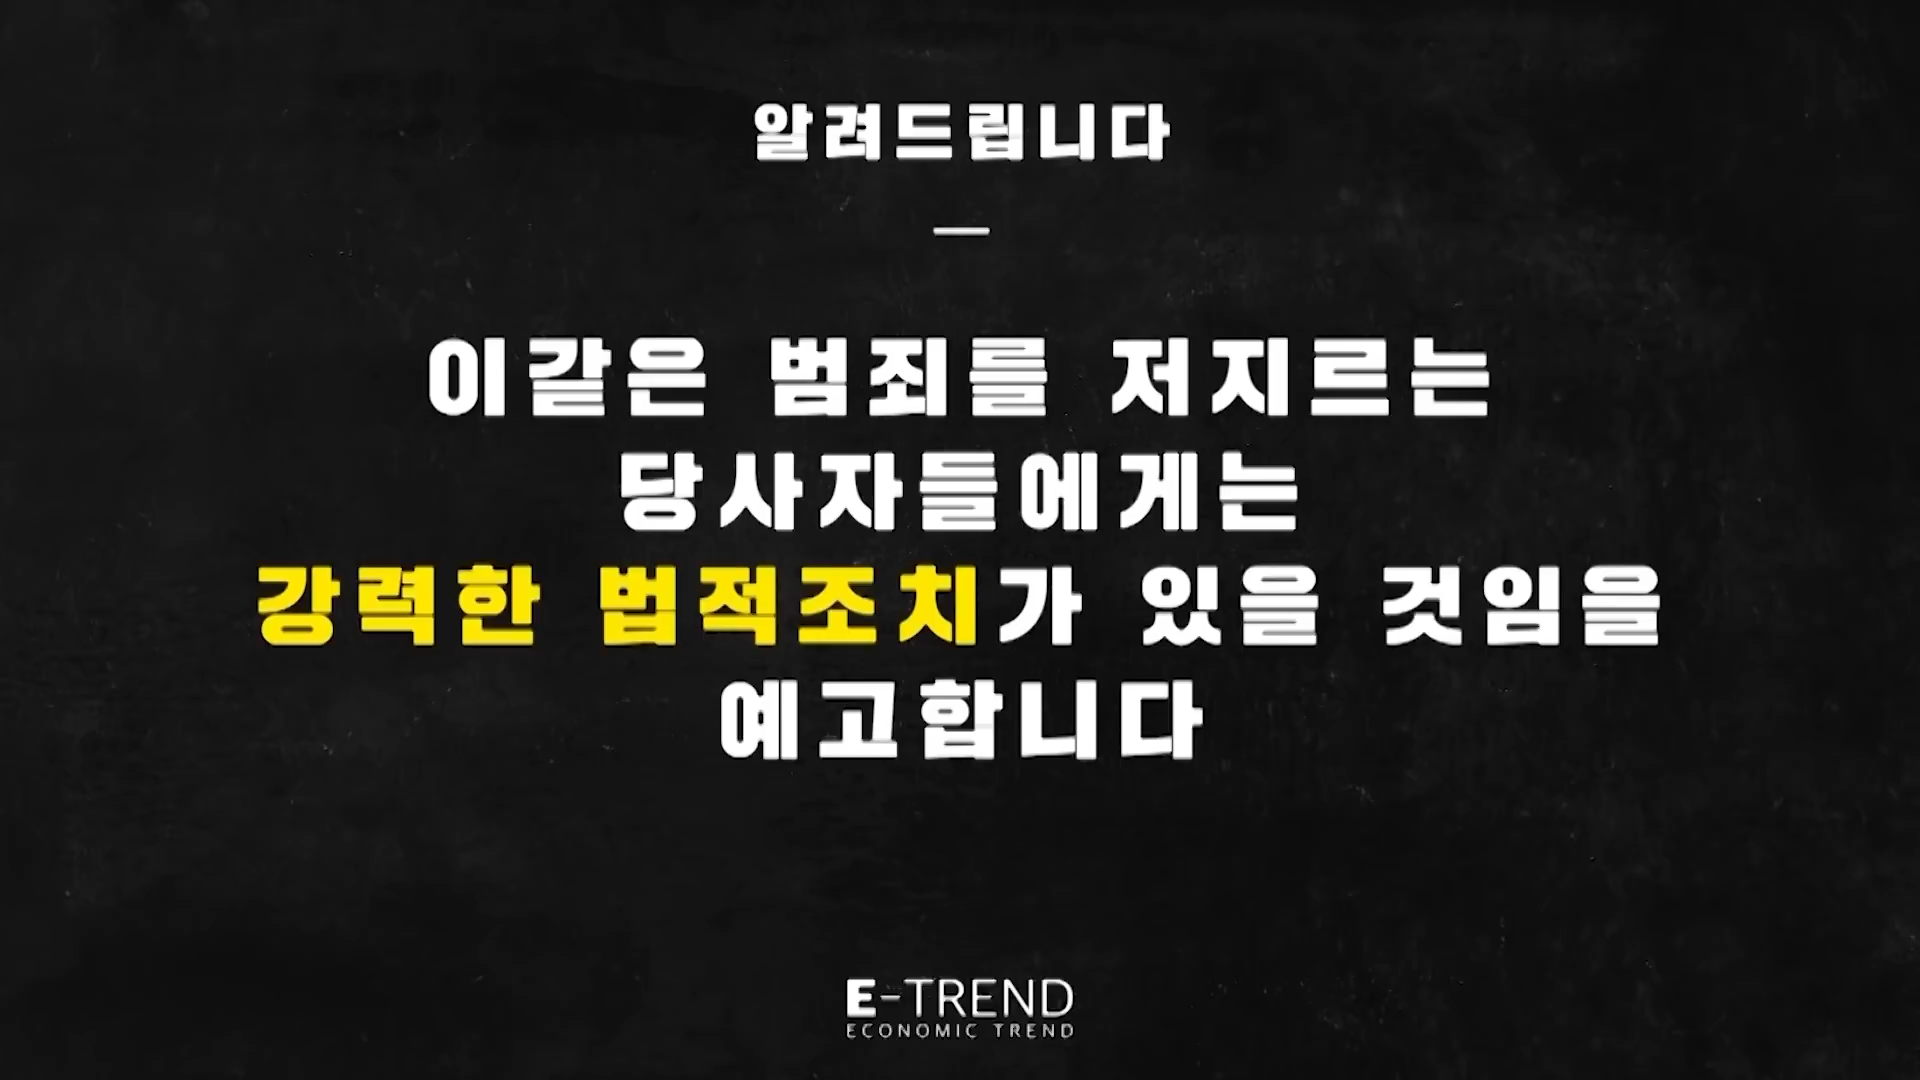 알려드립니다
이같은 범죄를 저지르는
당사자들에게는
강력한 법적조치가 있을 것임을
예고합니다
E-TREND
ECONOMIC TREND